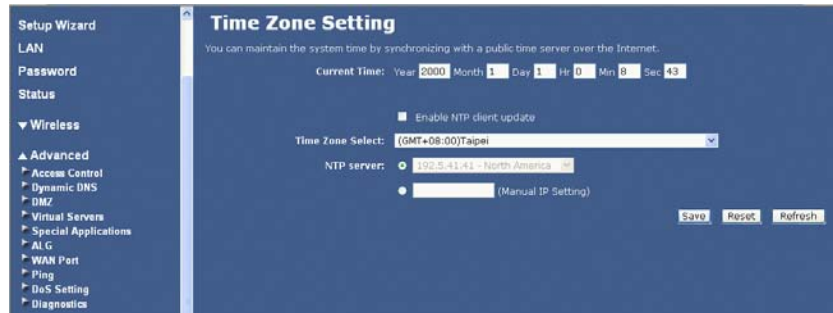 Setup Wizard
LAN
Password
Status
Wireless
Advanced
Access Control
Dynamic DNS
DMZ
Virtual Servers
Special Applications
ALG
WAN Port
Ping
DoS Setting
Diagnostics
Time Zone Setting
You can maintain the system time by synchronizing with a public time server over the Internet.
Current Time: Year 2000 Month 1 Day 1 Hr 0 Min 8 Sec 43
Enable NTP client update
Time Zone Select: (GMT+08:00)Taipei
NTP server: 192.5.41.41 - North America
(Manual IP Setting)
Save Reset Refresh